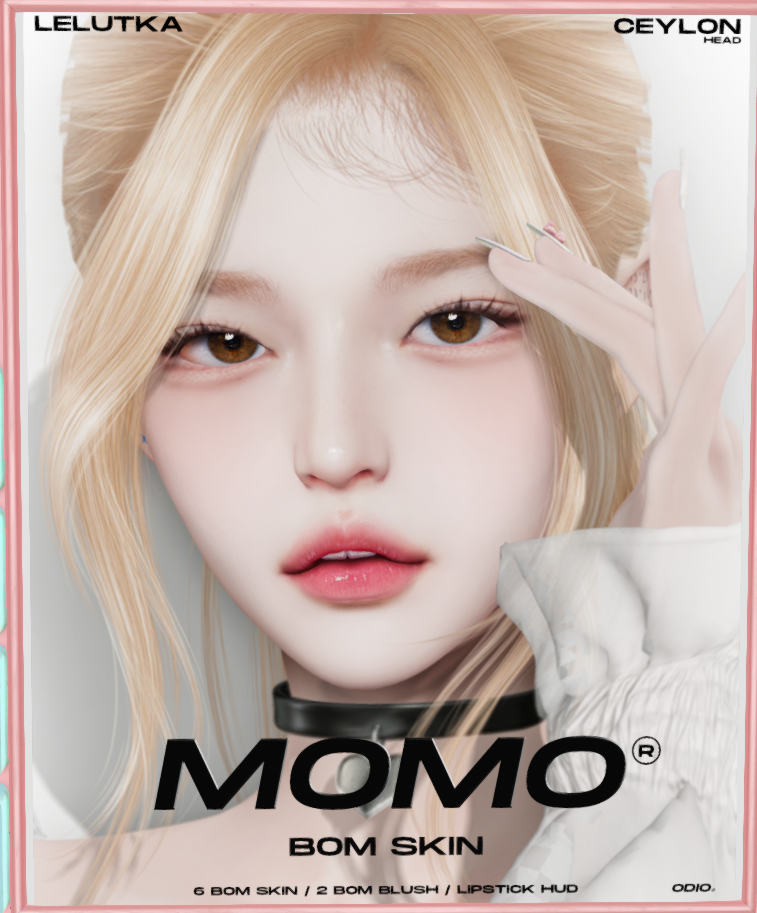 LELUTKA
CEYLON
HEAD
MOMO®
BOM SKIN
6 BOM SKIN / 2 BOM BLUSH / LIPSTICK HUD
ODIO.